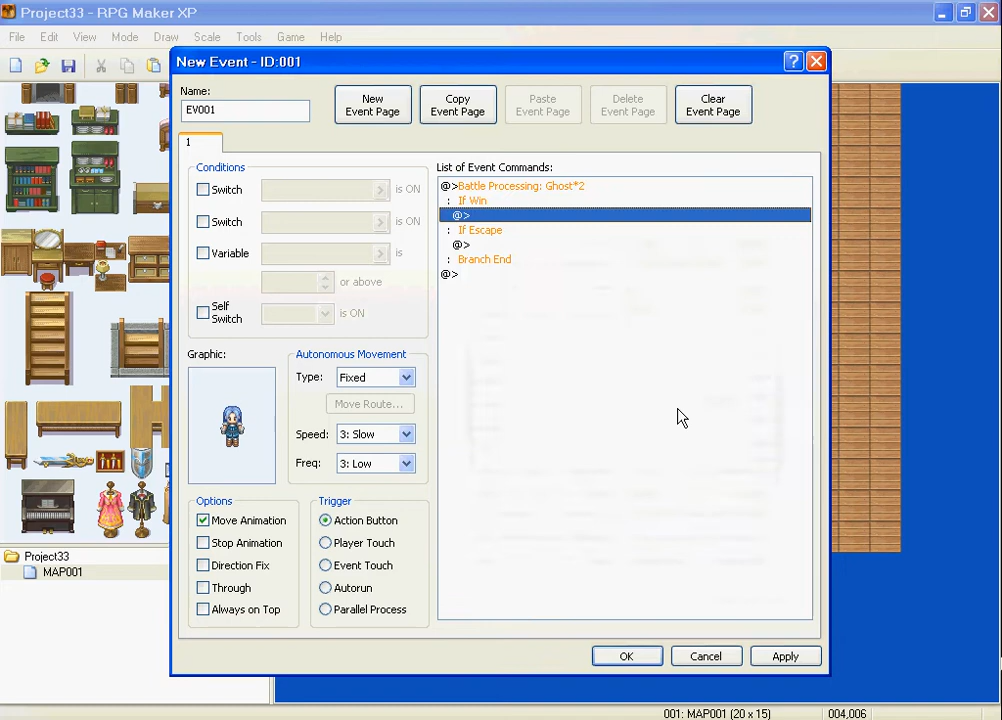 Project33 - RPG Maker XP
File Edit View Mode Draw Scale Tools Game Help
New Event - ID:001
Name:
EV001
New
Event Page
Copy
Event Page
Paste
Event Page
Delete
Event Page
Clear
Event Page
1
Conditions
Switch is ON
Switch is ON
Variable is
or above
Self
Switch
is ON
Graphic:
Autonomous Movement
Type: Fixed
Move Route...
Speed: 3: Slow
Freq: 3: Low
Options
Move Animation
Stop Animation
Direction Fix
Through
Always on Top
Trigger
Action Button
Player Touch
Event Touch
Autorun
Parallel Process
List of Event Commands:
@>Battle Processing: Ghost*2
: If Win
@>
: If Escape
@>
: Branch End
@>
OK Cancel Apply
Project33
MAP001
001: MAP001 (20 x 15) 004,006